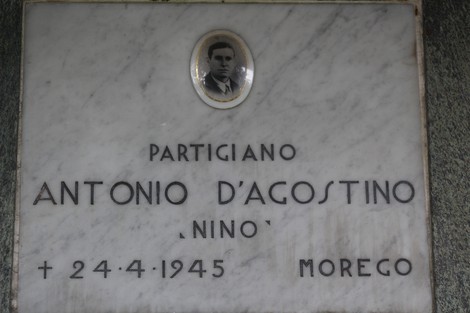 PARTIGIANO
ANTONIO D'AGOSTINO
"NINO"
† 24·4·1945 MOREGO